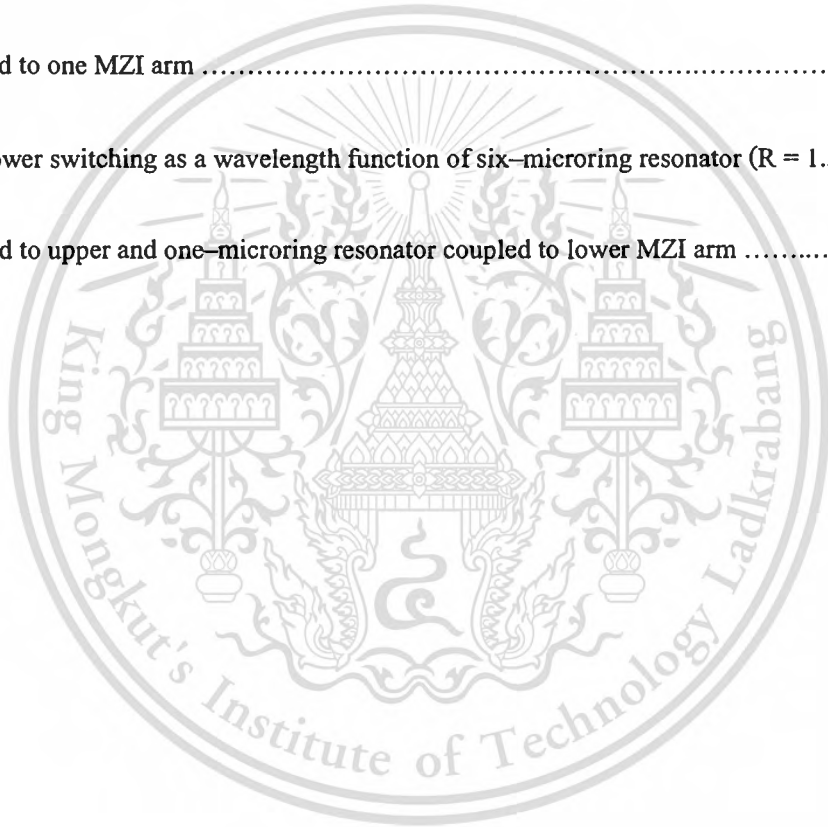 d to one MZI arm ........................................................................
ower switching as a wavelength function of six–microring resonator (R = 1.
d to upper and one–microring resonator coupled to lower MZI arm ............
King Mongkut's Institute of Technology Ladkrabang